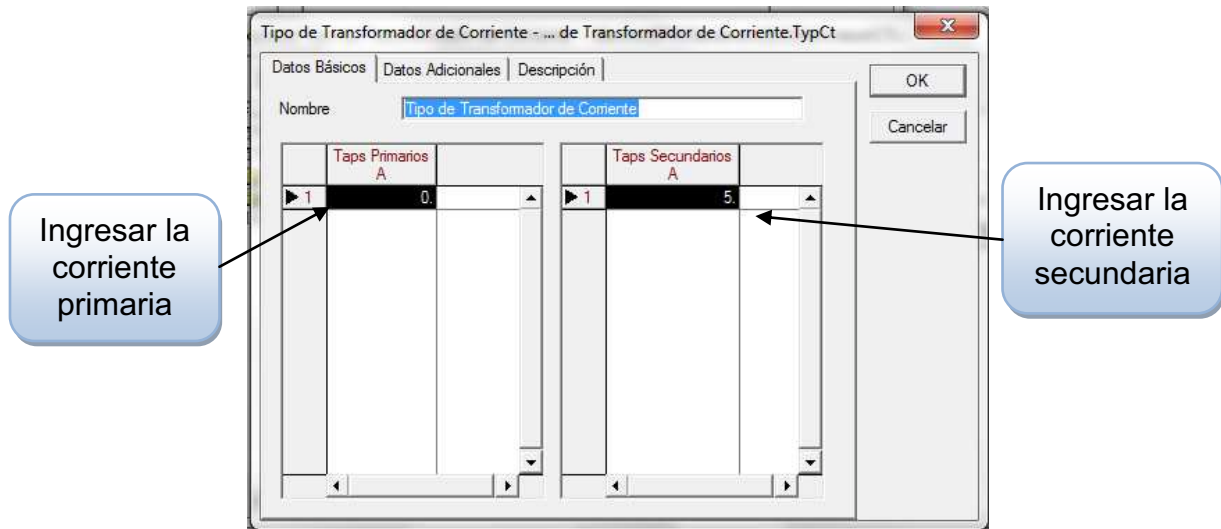 Tipo de Transformador de Corriente - ... de Transformador de Corriente.TypCt
Datos Básicos
Datos Adicionales
Descripción
OK
Nombre
Tipo de Transformador de Corriente
Cancelar
Taps Primarios
A
Taps Secundarios
A
1
0.
1
5.
Ingresar la
corriente
primaria
Ingresar la
corriente
secundaria